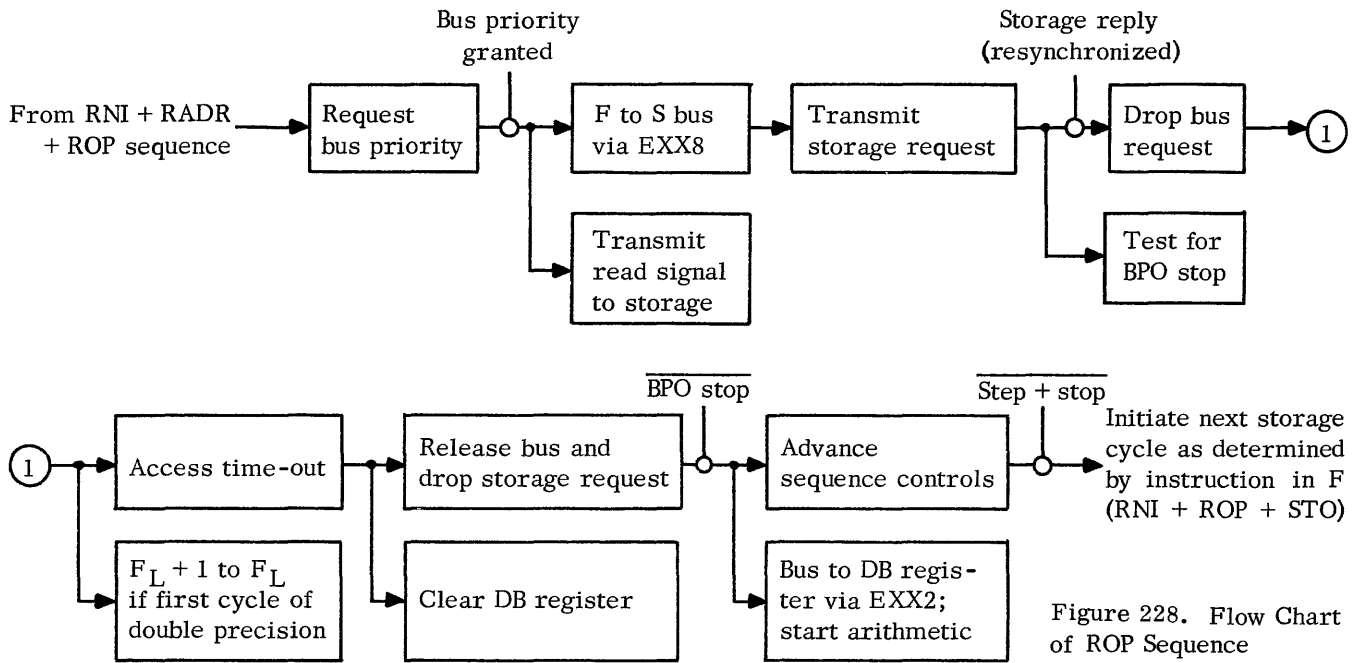 Bus priority
granted
Storage reply
(resynchronized)
From RNI + RADR
+ ROP sequence
Request
bus priority
F to S bus
via EXX8
Transmit
storage request
Drop bus
request
1
Transmit
read signal
to storage
Test for
BPO stop
BPO stop
Step + stop
1
Access time-out
Release bus and
drop storage request
Advance
sequence controls
Initiate next storage
cycle as determined
by instruction in F
(RNI + ROP + STO)
F_L + 1 to F_L
if first cycle of
double precision
Clear DB register
Bus to DB regis-
ter via EXX2;
start arithmetic
Figure 228. Flow Chart
of ROP Sequence